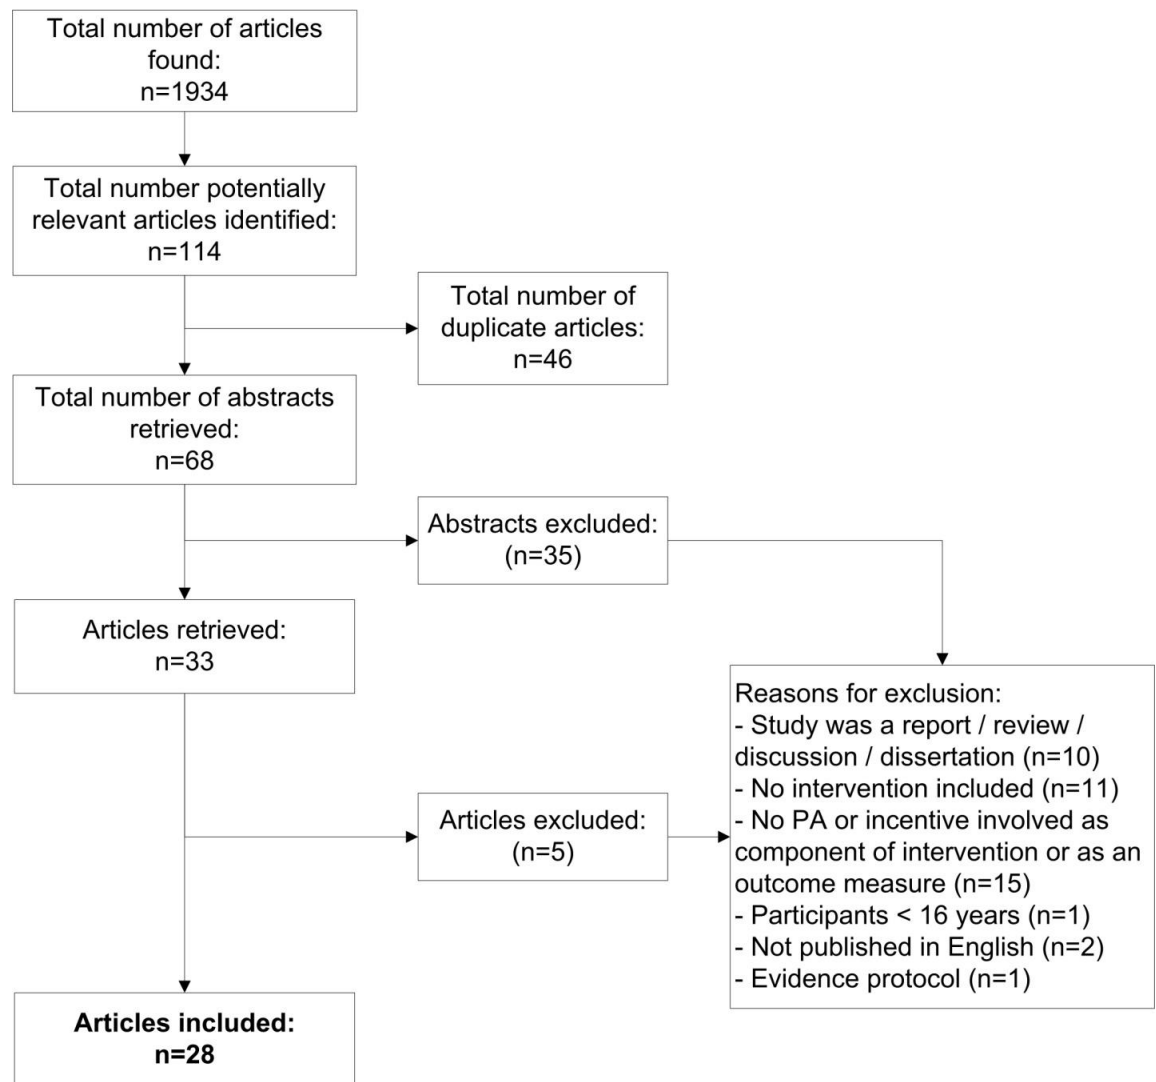 Total number of articles
found:
n=1934
Total number potentially
relevant articles identified:
n=114
Total number of
duplicate articles:
n=46
Total number of abstracts
retrieved:
n=68
Abstracts excluded:
(n=35)
Articles retrieved:
n=33
Reasons for exclusion:
- Study was a report / review /
discussion / dissertation (n=10)
- No intervention included (n=11)
- No PA or incentive involved as
component of intervention or as an
outcome measure (n=15)
- Participants < 16 years (n=1)
- Not published in English (n=2)
- Evidence protocol (n=1)
Articles excluded:
(n=5)
Articles included:
n=28